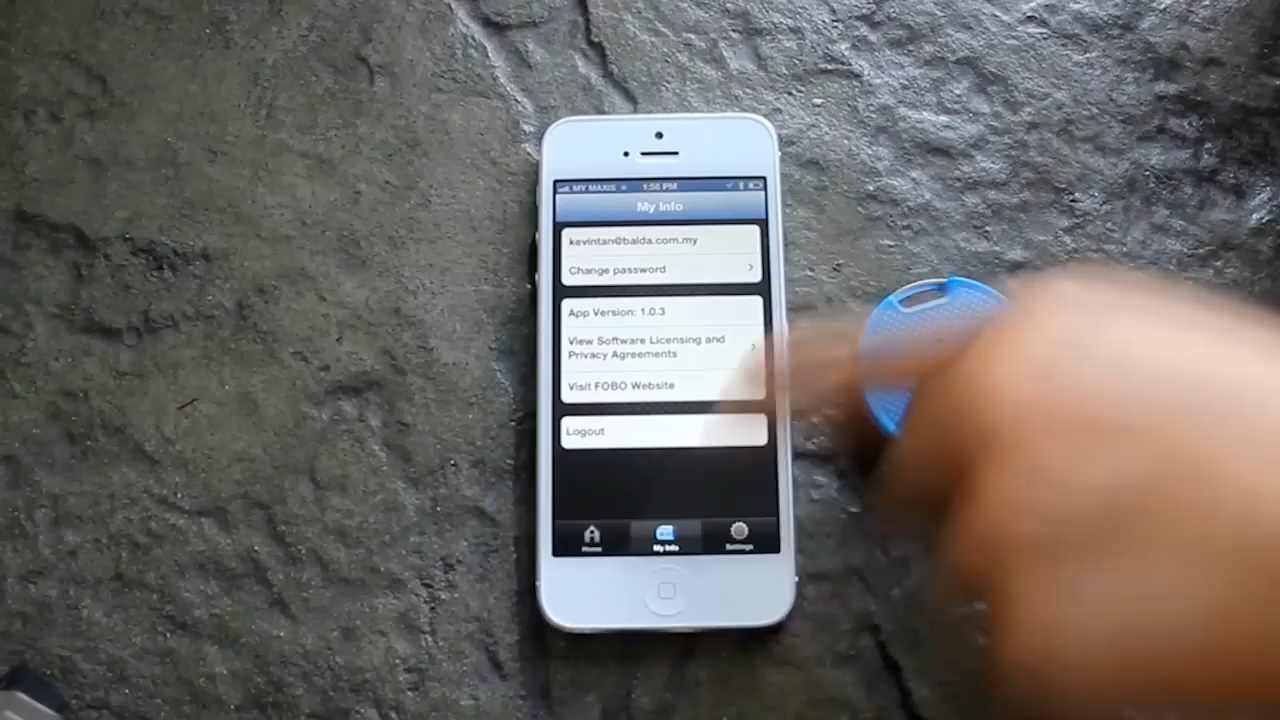 MY MAXIS 1:56 PM
My Info
kevintan@balda.com.my
Change password
App Version: 1.0.3
View Software Licensing and
Privacy Agreements
Visit FOBO Website
Logout
Home My Info Settings